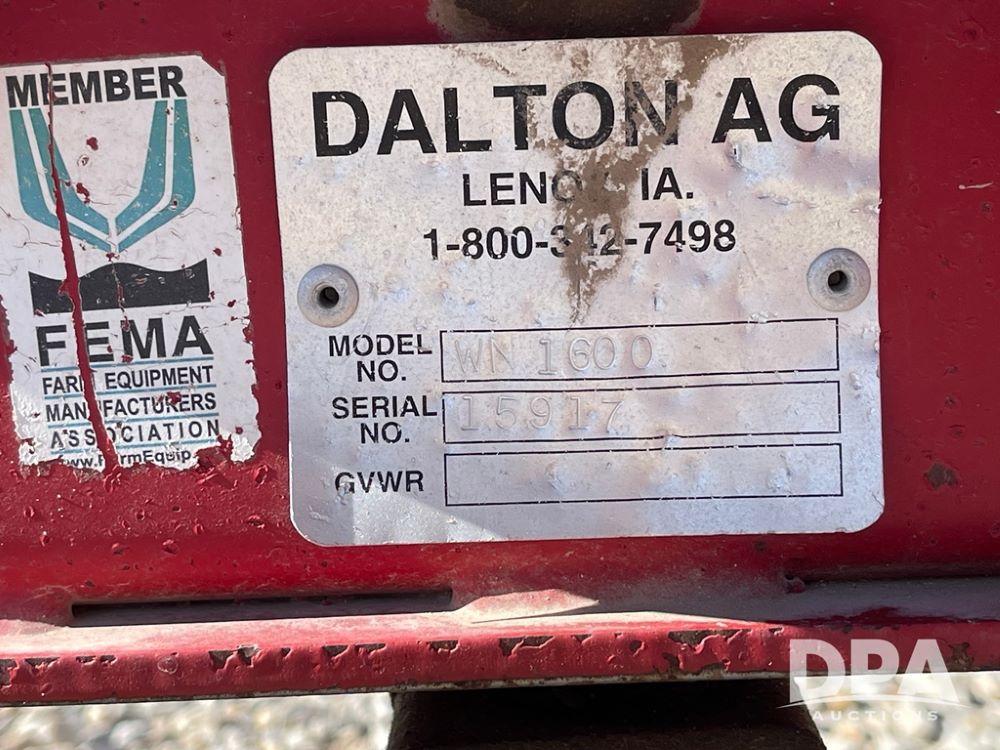 MEMBER
FEMA
FARM EQUIPMENT
MANUFACTURERS
ASSOCIATION
DALTON AG
IA.
MODEL NO. WN 1600
SERIAL NO. 15917
GVWR
DPA
AUCTIONS